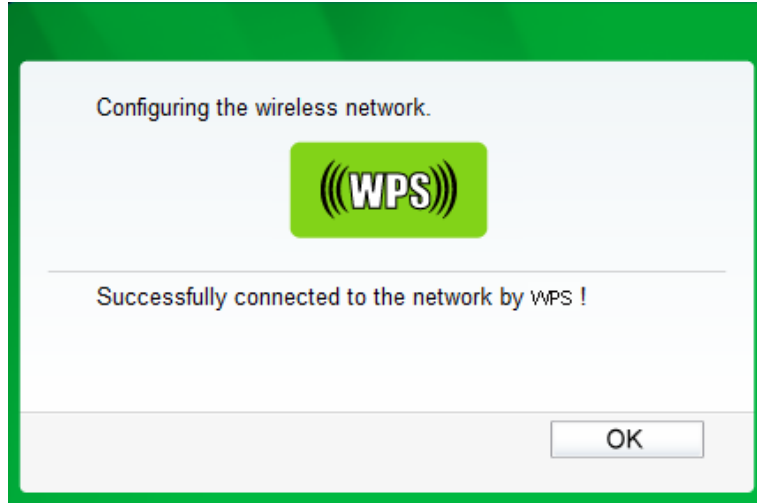 Configuring the wireless network.
WPS
Successfully connected to the network by WPS !
OK